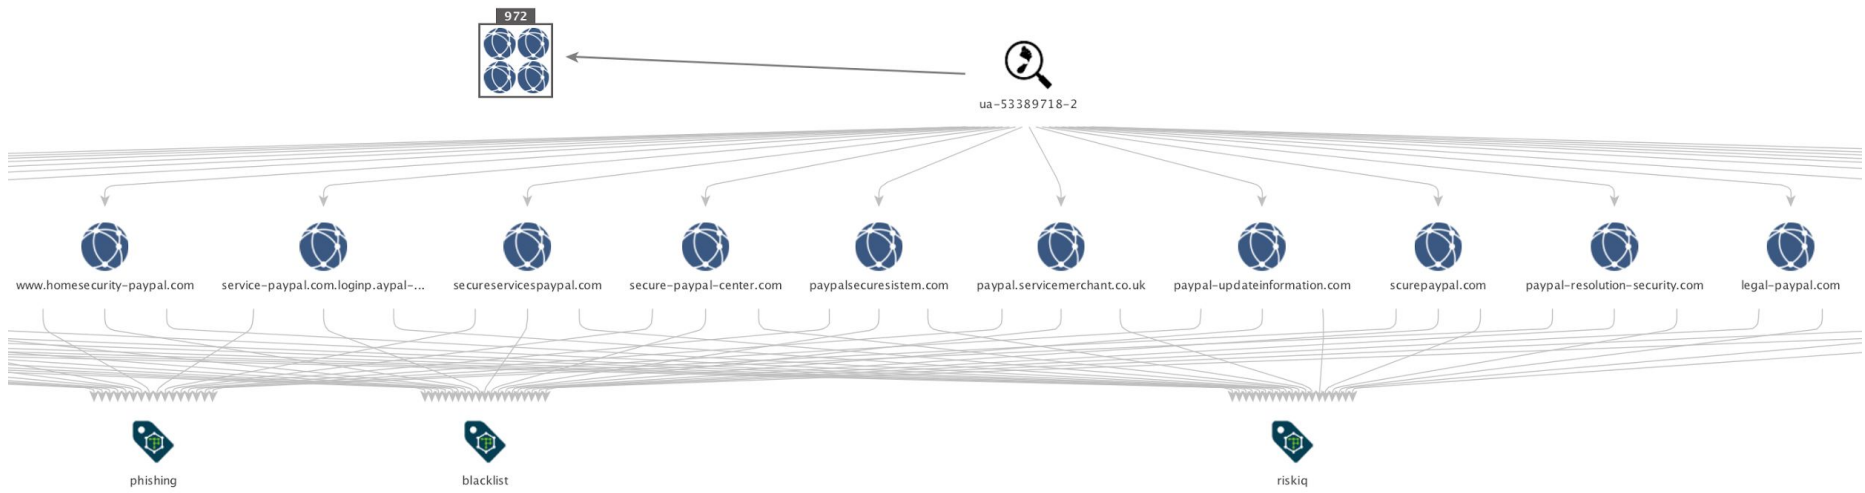 972
ua-53389718-2
www.homesecurity-paypal.com
service-paypal.com.loginp.aypal-...
secureservicespaypal.com
secure-paypal-center.com
paypalsecuresistem.com
paypal.servicemerchant.co.uk
paypal-updateinformation.com
scurepaypal.com
paypal-resolution-security.com
legal-paypal.com
phishing
blacklist
riskiq